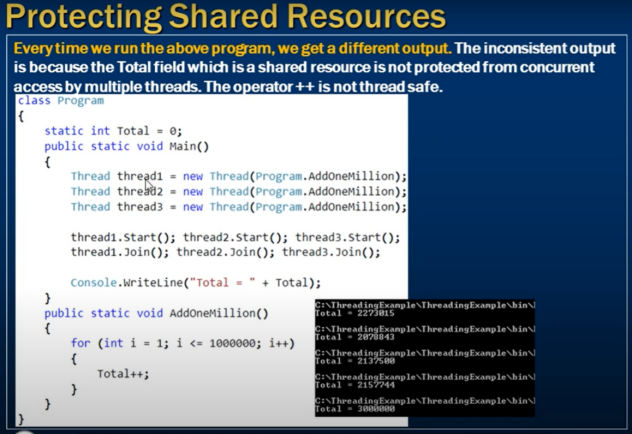 Protecting Shared Resources
Every time we run the above program, we get a different output. The inconsistent output
is because the Total field which is a shared resource is not protected from concurrent
access by multiple threads. The operator ++ is not thread safe.
class Program
{
static int Total = 0;
public static void Main()
{
Thread thread1 = new Thread(Program.AddOneMillion);
Thread thread2 = new Thread(Program.AddOneMillion);
Thread thread3 = new Thread(Program.AddOneMillion);
thread1.Start(); thread2.Start(); thread3.Start();
thread1.Join(); thread2.Join(); thread3.Join();
Console.WriteLine("Total = " + Total);
}
public static void AddOneMillion()
{
for (int i = 1; i <= 1000000; i++)
{
Total++;
}
}
}
C:\ThreadingExample\ThreadingExample\bin\
Total = 2273015
C:\ThreadingExample\ThreadingExample\bin\
Total = 2078843
C:\ThreadingExample\ThreadingExample\bin\
Total = 2137500
C:\ThreadingExample\ThreadingExample\bin\
Total = 2157744
C:\ThreadingExample\ThreadingExample\bin\
Total = 3000000